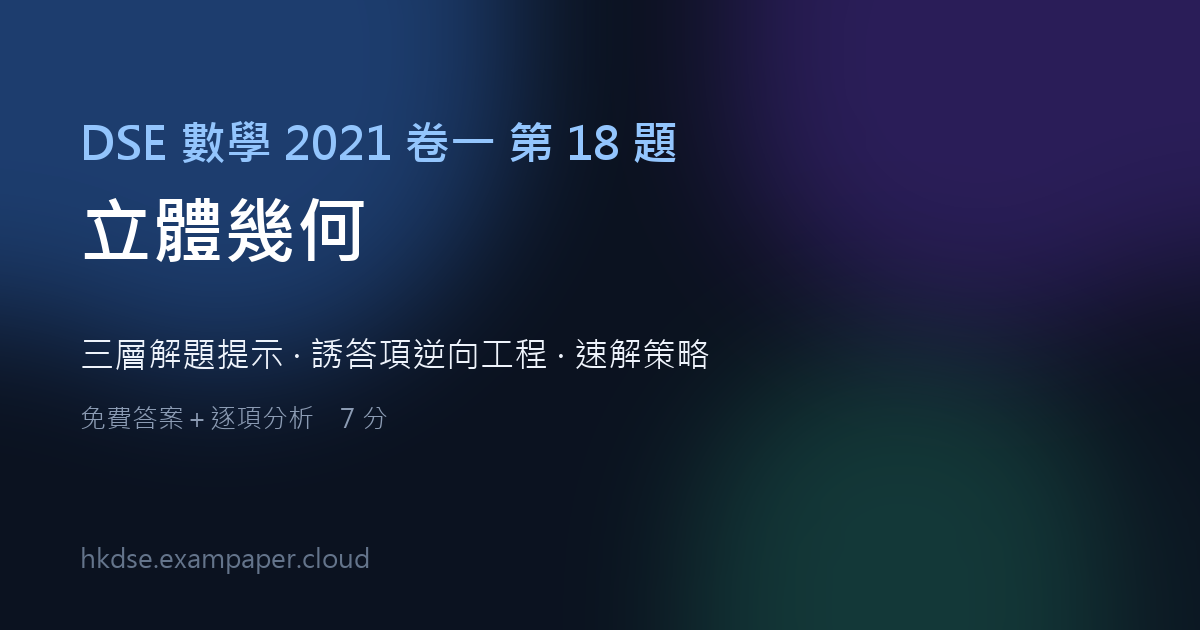 DSE 數學 2021 卷一 第 18 題
立體幾何
三層解題提示 · 誘答項逆向工程 · 速解策略
免費答案 + 逐項分析 7 分
hkdse.exampaper.cloud